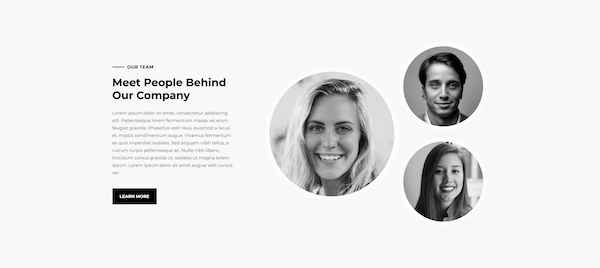 OUR TEAM
Meet People Behind
Our Company
Lorem ipsum dolor sit amet, consectetur adipiscing
elit. Pellentesque lorem fermentum massa vel enim
feugiat gravida. Phasellus velit risus, euismod a lacus
et, mattis condimentum augue. Vivamus fermentum
ex quis imperdiet sodales. Sed aliquam nibh tellus, a
rutrum turpis pellentesque ac. Nulla nibh libero,
tincidunt cursus gravida ut, sodales ut magna lorem
ipsum. Lorem ipsum dolor sit amet sulum cursus vel
vel.
LEARN MORE